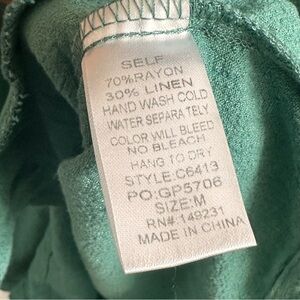 SELF
70%RAYON
30% LINEN
HAND WASH COLD
WATER SEPARA TELY
COLOR WILL BLEED
NO BLEACH
HANG TO DRY
STYLE:C6413
PO:GP5706
SIZE:M
RN#:149231
MADE IN CHINA